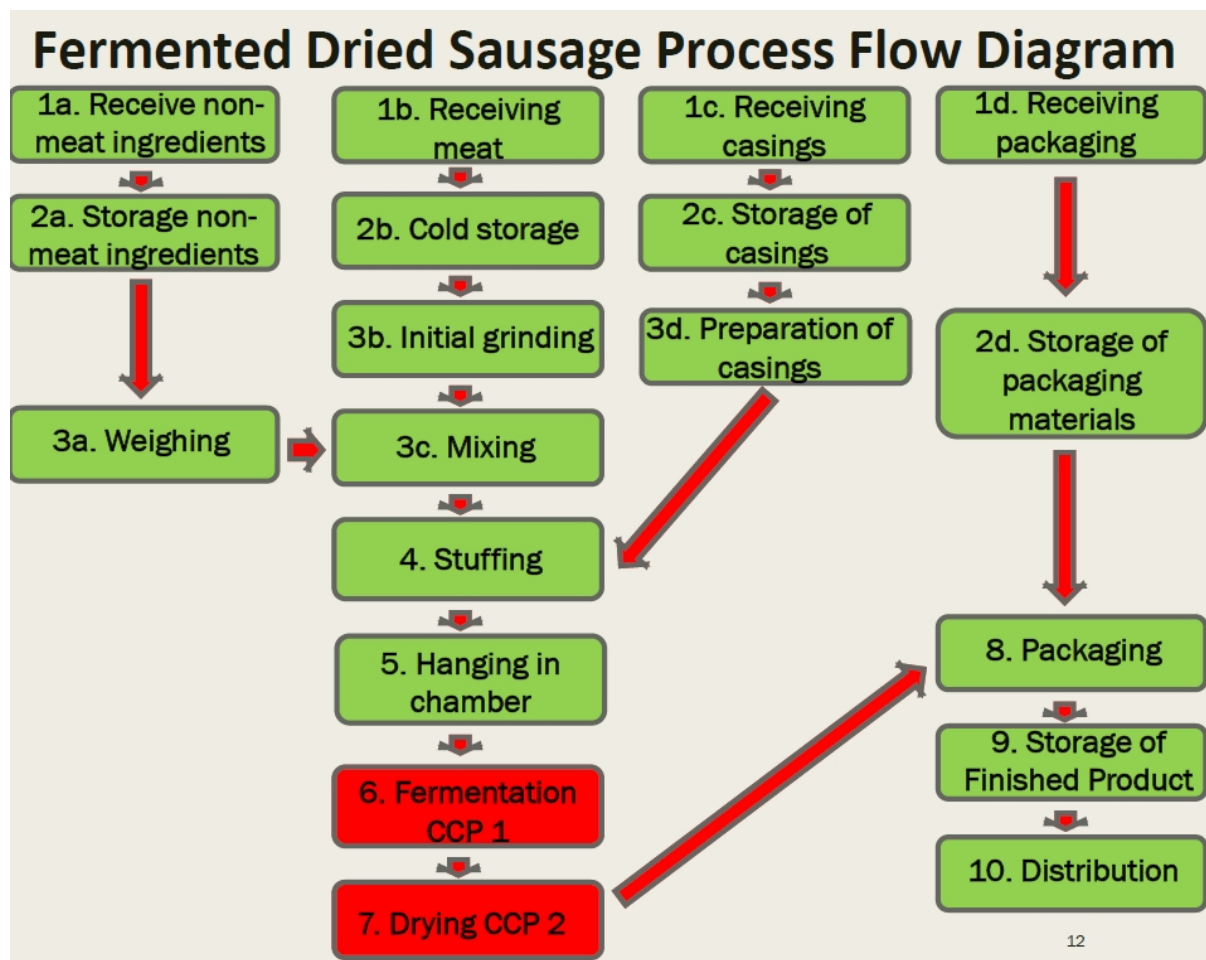 Fermented Dried Sausage Process Flow Diagram
1a. Receive non-
meat ingredients
1b. Receiving
meat
1c. Receiving
casings
1d. Receiving
packaging
2a. Storage non-
meat ingredients
2b. Cold storage
2c. Storage of
casings
3b. Initial grinding
3d. Preparation of
casings
2d. Storage of
packaging
materials
3a. Weighing
3c. Mixing
4. Stuffing
5. Hanging in
chamber
8. Packaging
6. Fermentation
CCP 1
9. Storage of
Finished Product
7. Drying CCP 2
10. Distribution
12